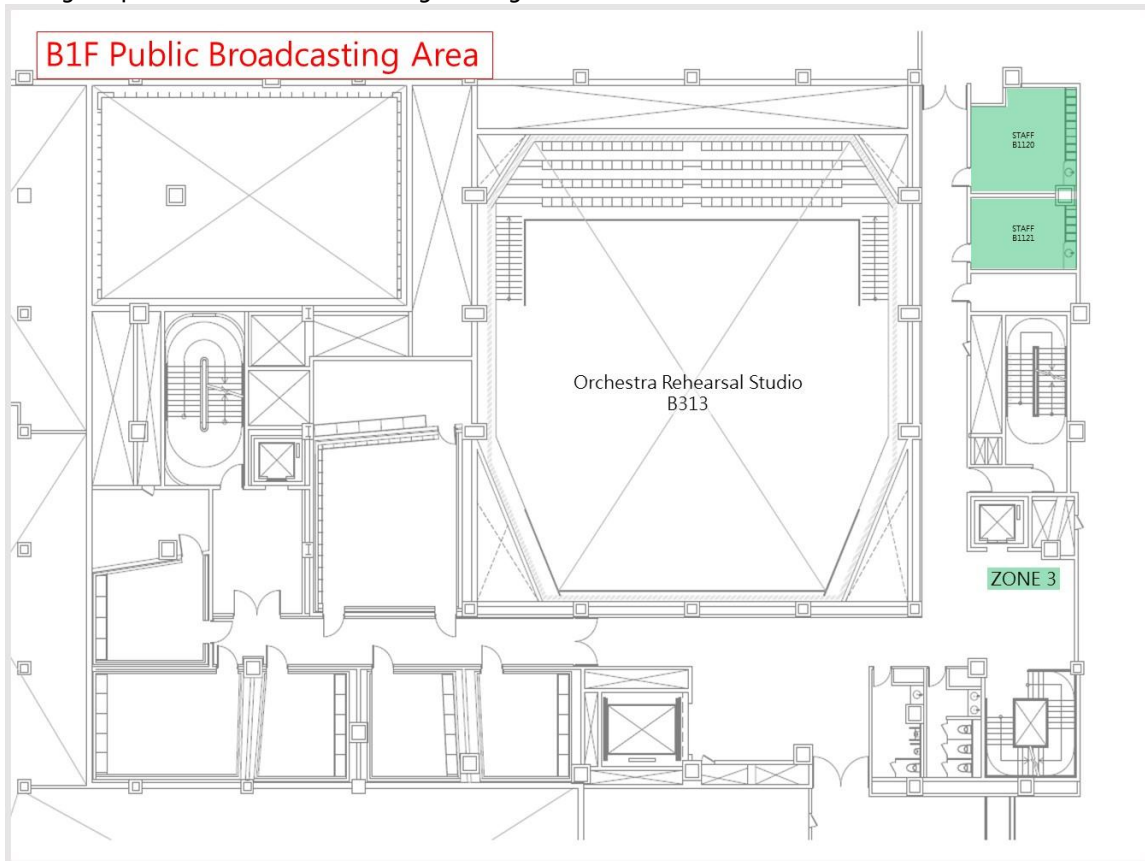 B1F Public Broadcasting Area
STAFF
B1120
STAFF
B1121
Orchestra Rehearsal Studio
B313
ZONE 3